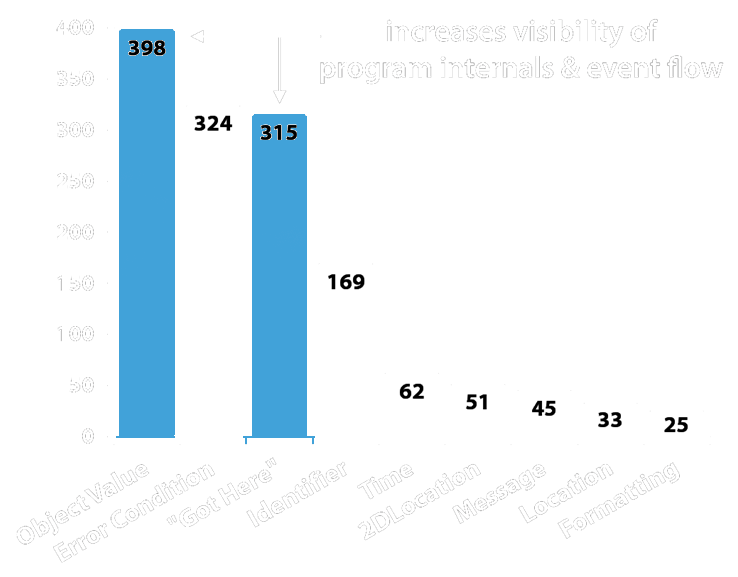 400
increases visibility of
398
program internals & event flow
350
324
315
300
250
200
169
150
100
62
51
50
45
33
25
0
Object Value
Error Condition
"Got Here"
Identifier
Time
2DLocation
Message
Location
Formatting